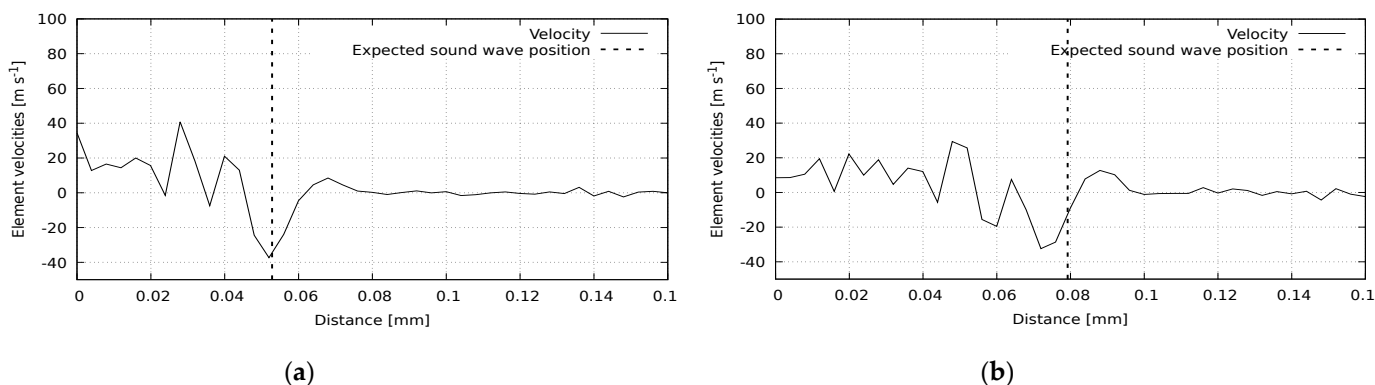 100
80
60
40
20
0
-20
-40
Element velocities [m s-1]
0 0.02 0.04 0.06 0.08 0.1 0.12 0.14 0.1
Distance [mm]
Velocity
Expected sound wave position
(a)
100
80
60
40
20
0
-20
-40
Element velocities [m s-1]
0 0.02 0.04 0.06 0.08 0.1 0.12 0.14 0.1
Distance [mm]
Velocity
Expected sound wave position
(b)